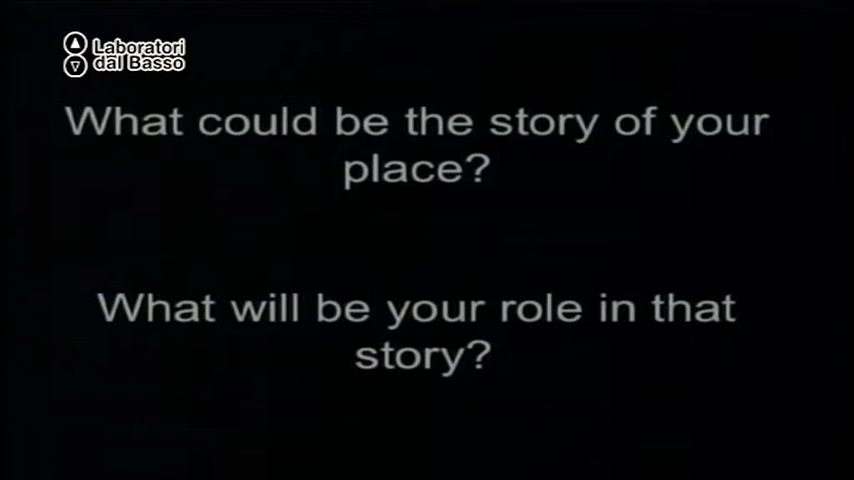 Laboratori
dal Basso
What could be the story of your
place?
What will be your role in that
story?